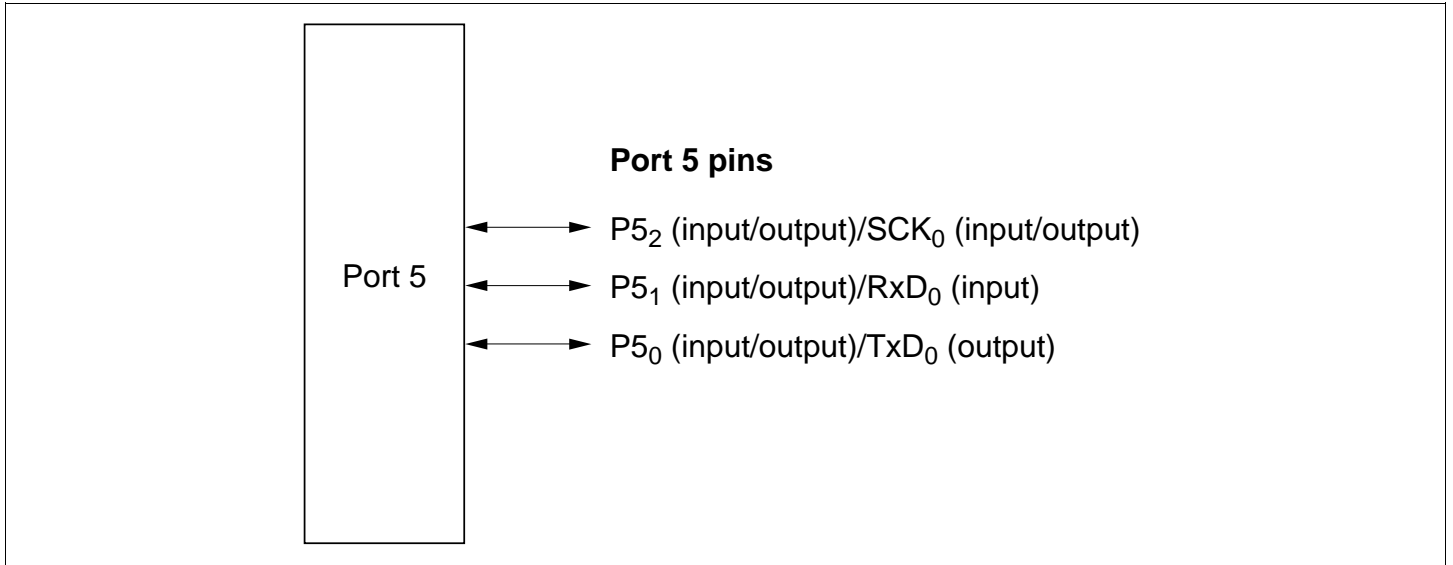 Port 5 pins
P5₂ (input/output)/SCK₀ (input/output)
Port 5
P5₁ (input/output)/RxD₀ (input)
P5₀ (input/output)/TxD₀ (output)